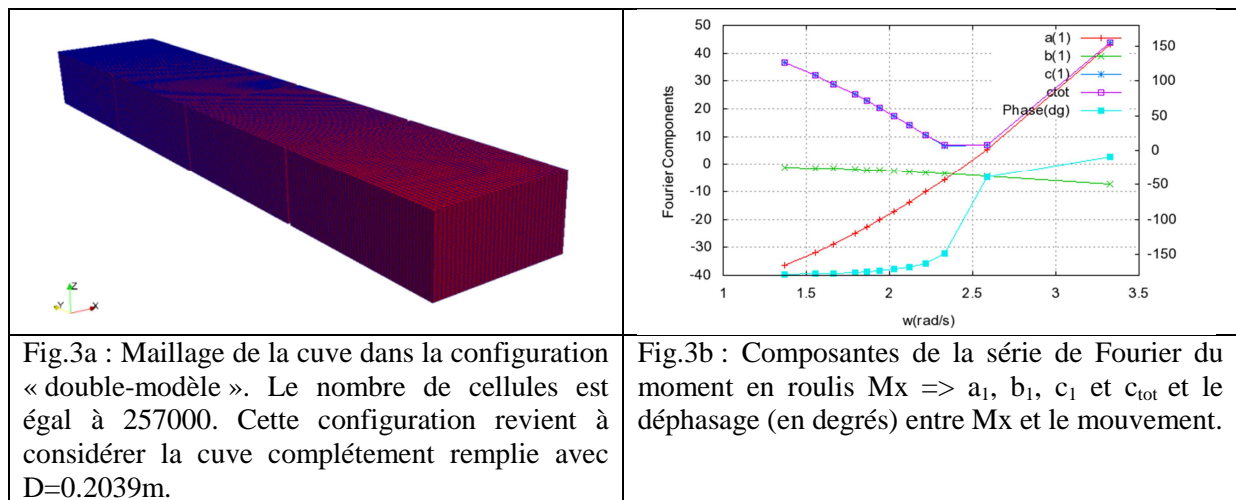 Z
Y
X
Fig.3a : Maillage de la cuve dans la configuration
« double-modèle ». Le nombre de cellules est
égal à 257000. Cette configuration revient à
considérer la cuve complétement remplie avec
D=0.2039m.
50
40
30
20
10
0
-10
-20
-30
-40
Fourier Components
a(1)
b(1)
c(1)
ctot
Phase(dg)
150
100
50
0
-50
-100
-150
1
1.5
2
2.5
3
3.5
w(rad/s)
Fig.3b : Composantes de la série de Fourier du
moment en roulis Mx => a₁, b₁, c₁ et cₜₒₜ et le
déphasage (en degrés) entre Mx et le mouvement.